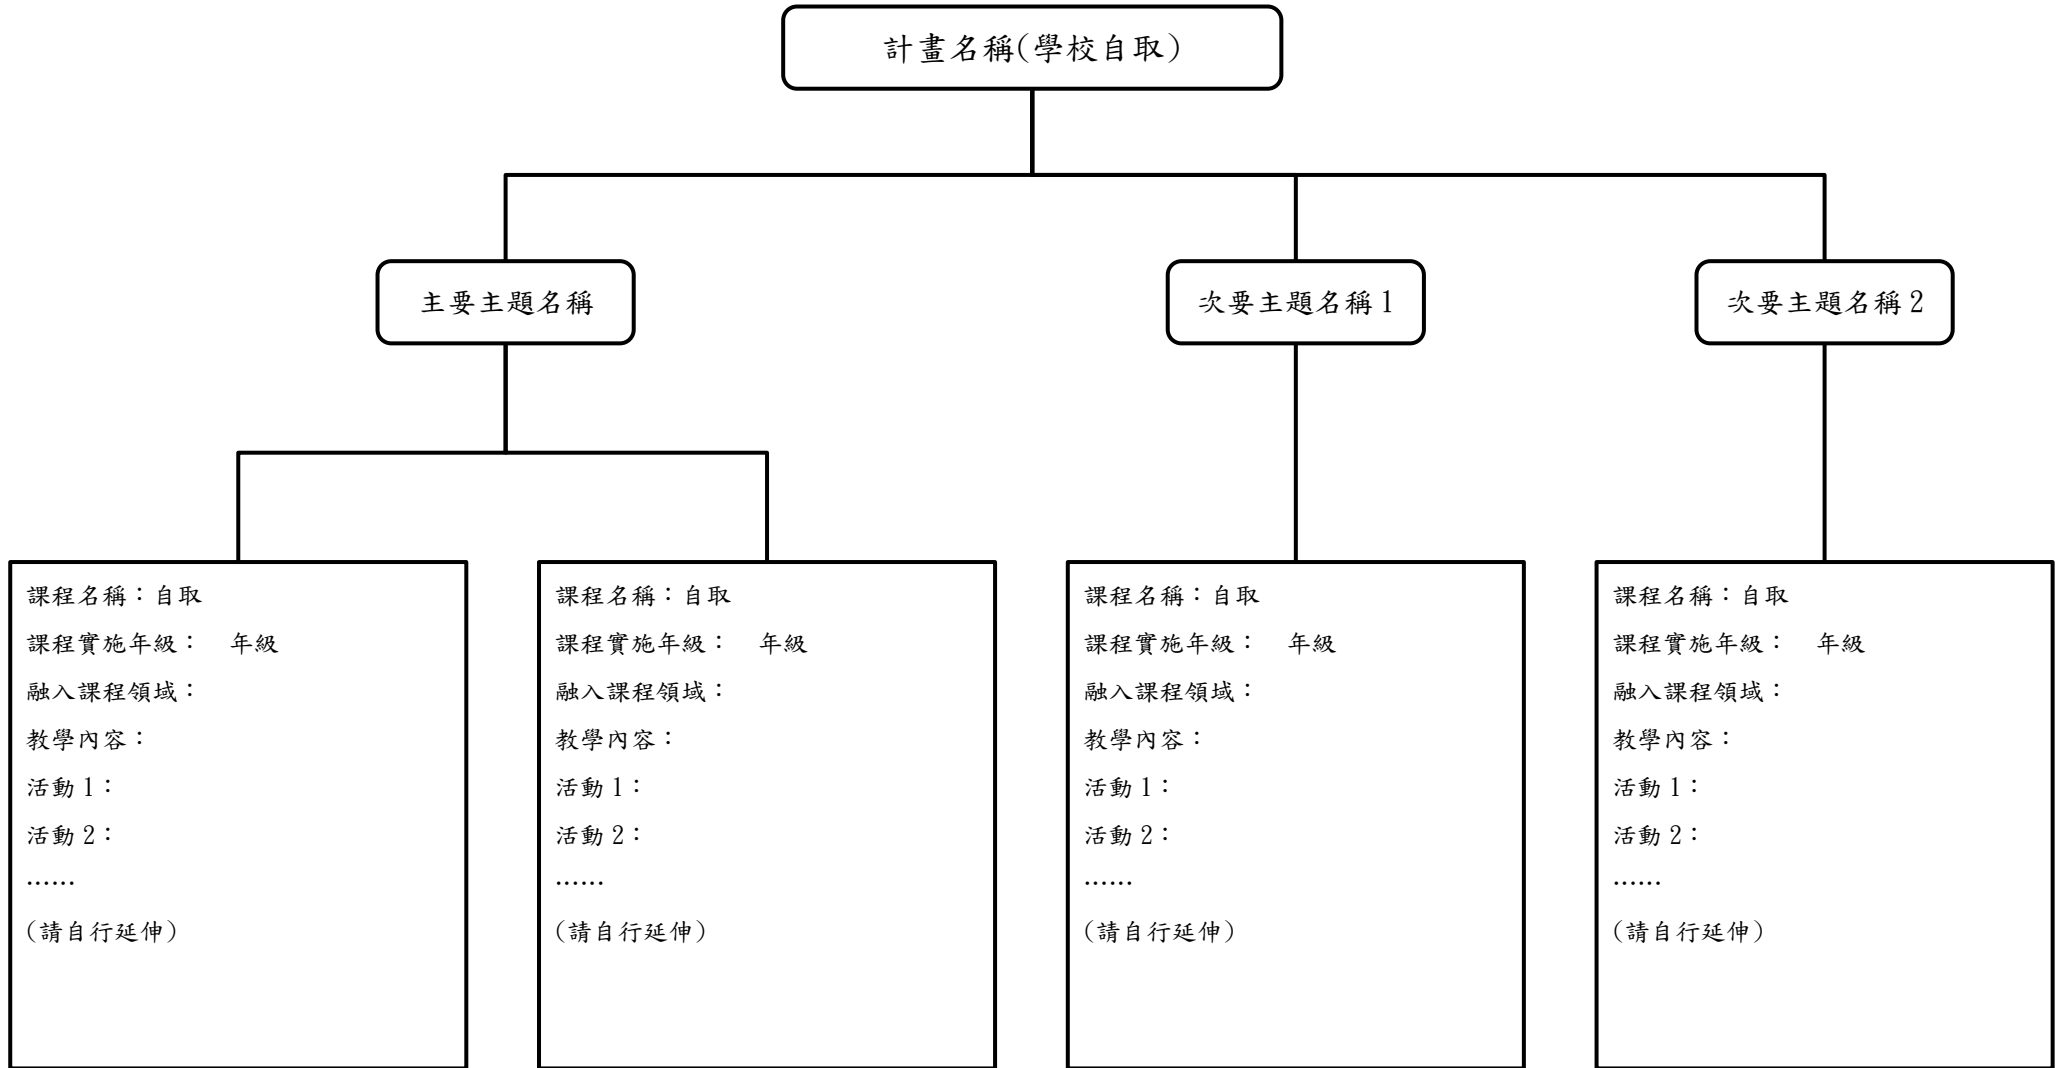 計畫名稱(學校自取)
主要主題名稱
次要主題名稱 1
次要主題名稱 2
課程名稱：自取
課程實施年級：　年級
融入課程領域：
教學內容：
活動 1：
活動 2：
……
(請自行延伸)
課程名稱：自取
課程實施年級：　年級
融入課程領域：
教學內容：
活動 1：
活動 2：
……
(請自行延伸)
課程名稱：自取
課程實施年級：　年級
融入課程領域：
教學內容：
活動 1：
活動 2：
……
(請自行延伸)
課程名稱：自取
課程實施年級：　年級
融入課程領域：
教學內容：
活動 1：
活動 2：
……
(請自行延伸)